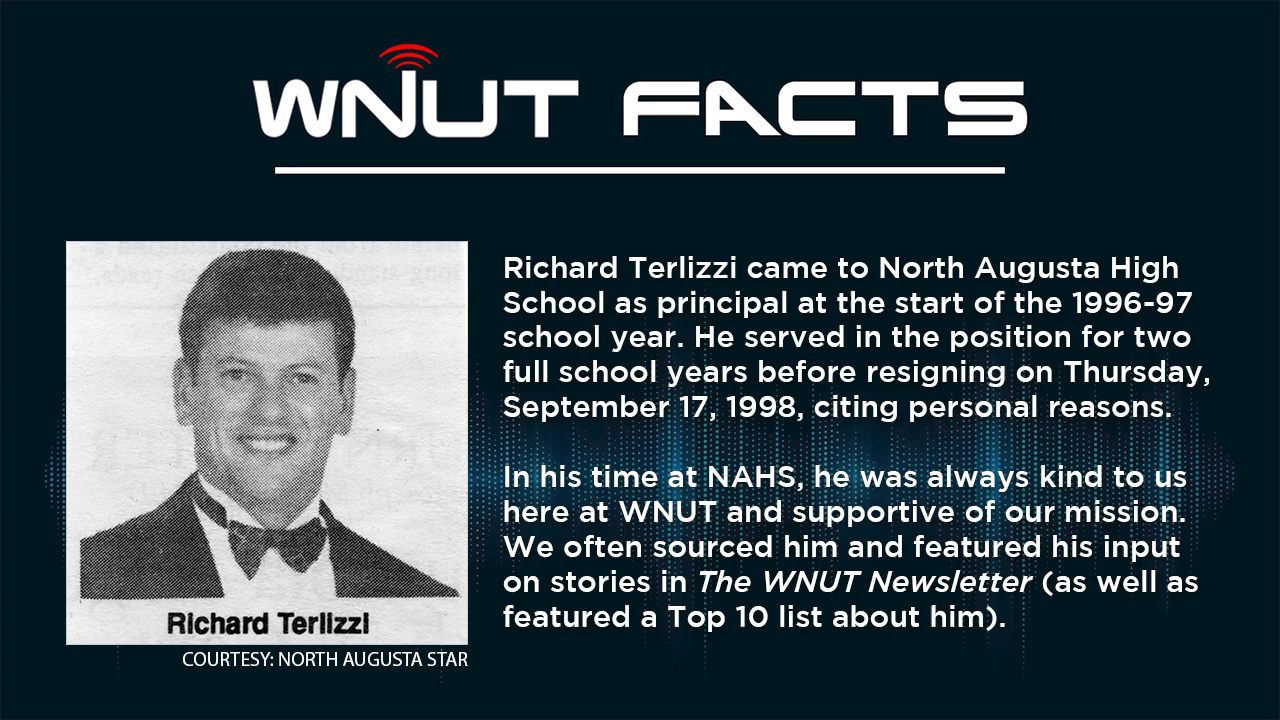 WNUT FACTS
Richard Terlizzi came to North Augusta High
School as principal at the start of the 1996-97
school year. He served in the position for two
full school years before resigning on Thursday,
September 17, 1998, citing personal reasons.
In his time at NAHS, he was always kind to us
here at WNUT and supportive of our mission.
We often sourced him and featured his input
on stories in The WNUT Newsletter (as well as
featured a Top 10 list about him).
Richard Terlizzi
COURTESY: NORTH AUGUSTA STAR